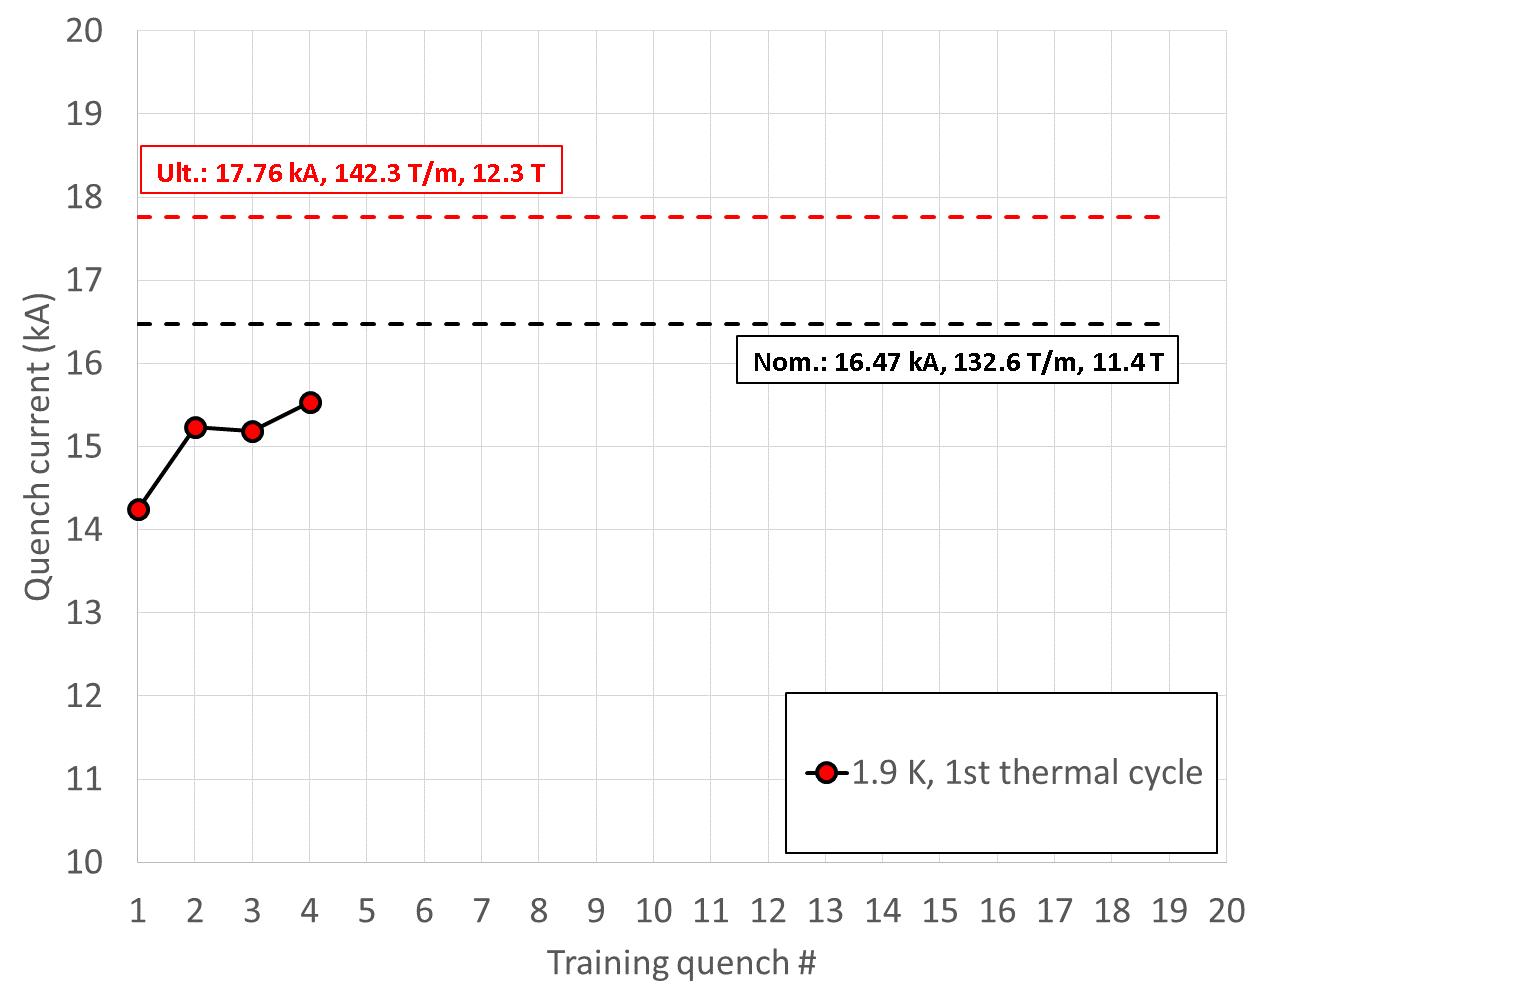 20
19
18
17
16
15
14
13
12
11
10
Quench current (kA)
Ult.: 17.76 kA, 142.3 T/m, 12.3 T
Nom.: 16.47 kA, 132.6 T/m, 11.4 T
1.9 K, 1st thermal cycle
1 2 3 4 5 6 7 8 9 10 11 12 13 14 15 16 17 18 19 20
Training quench #